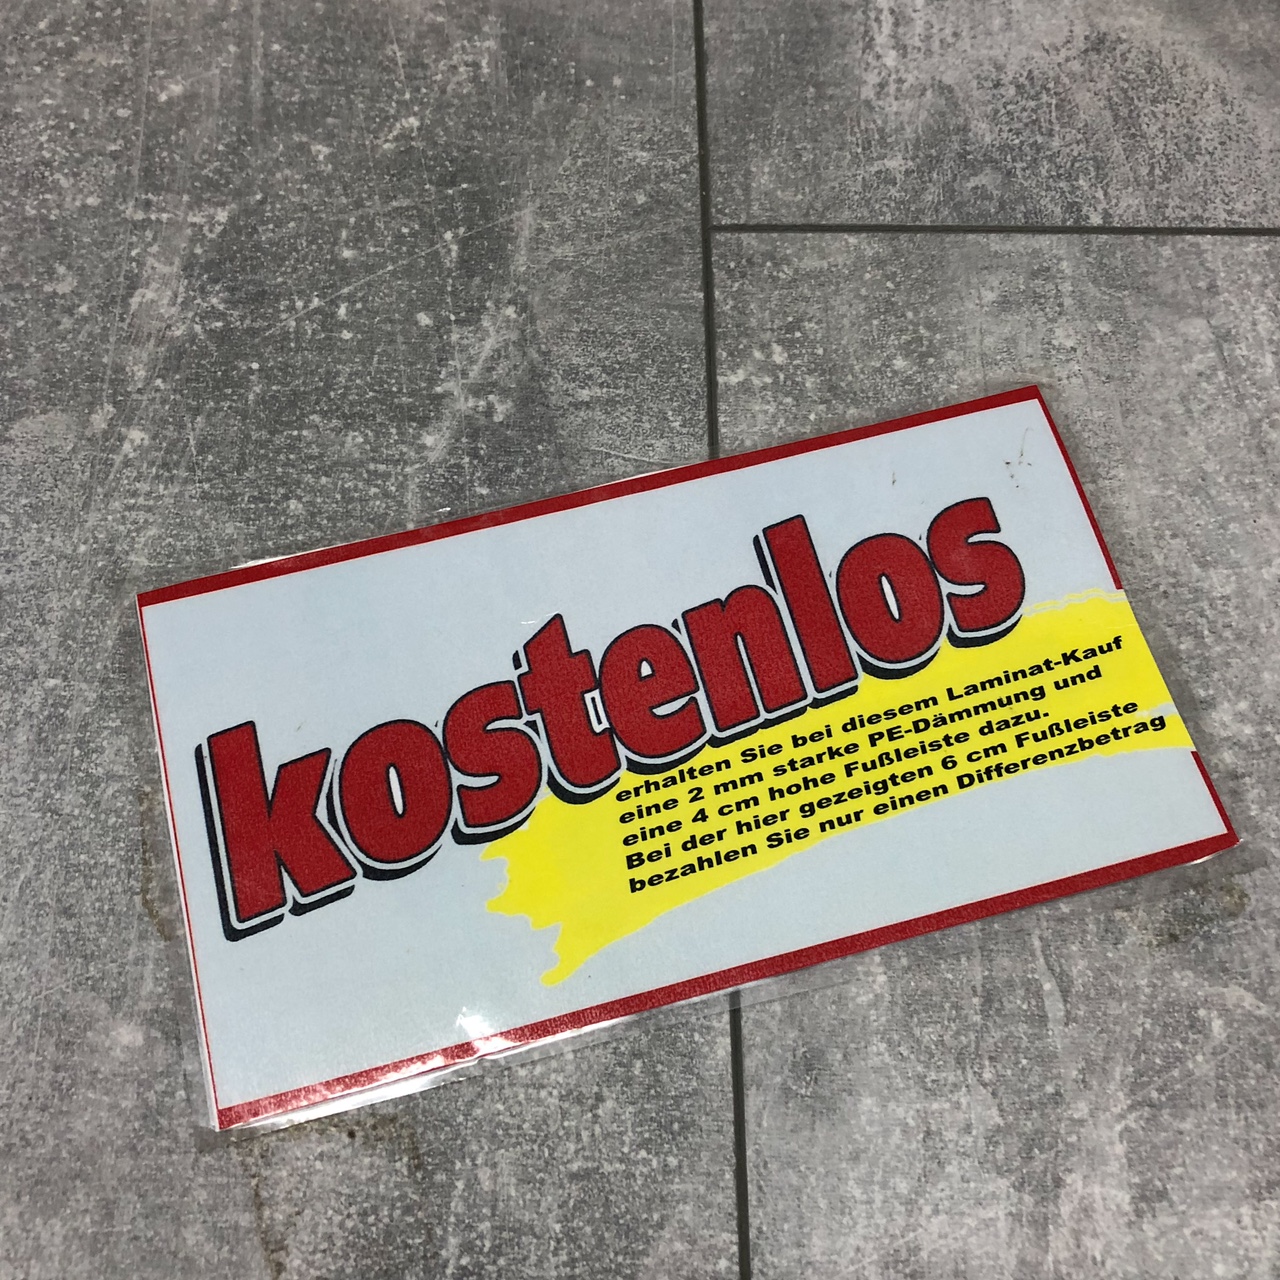 kostenlos
erhalten Sie bei diesem Laminat-Kauf
eine 2 mm starke PE-Dämmung und
eine 4 cm hohe Fußleiste dazu.
Bei der hier gezeigten 6 cm Fußleiste
bezahlen Sie nur einen Differenzbetrag